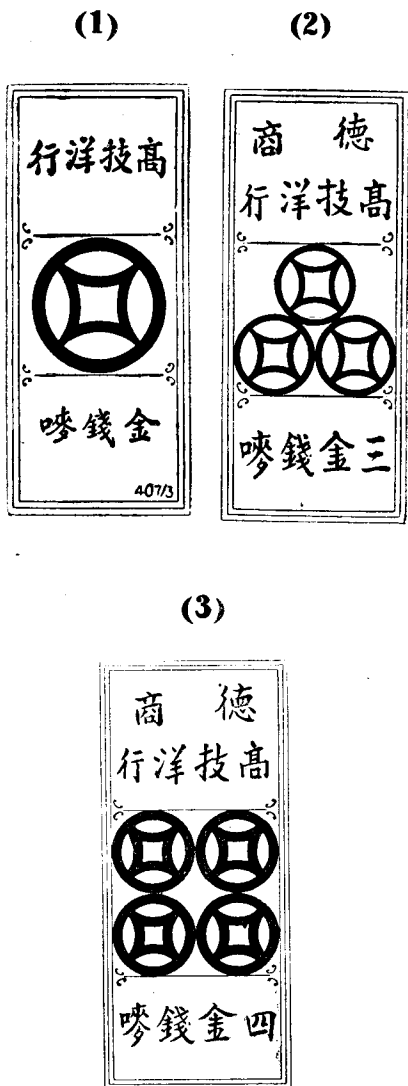 (1)
高技洋行
金錢嘜
407/3
(2)
德商
高技洋行
三金錢嘜
(3)
德商
高技洋行
四金錢嘜